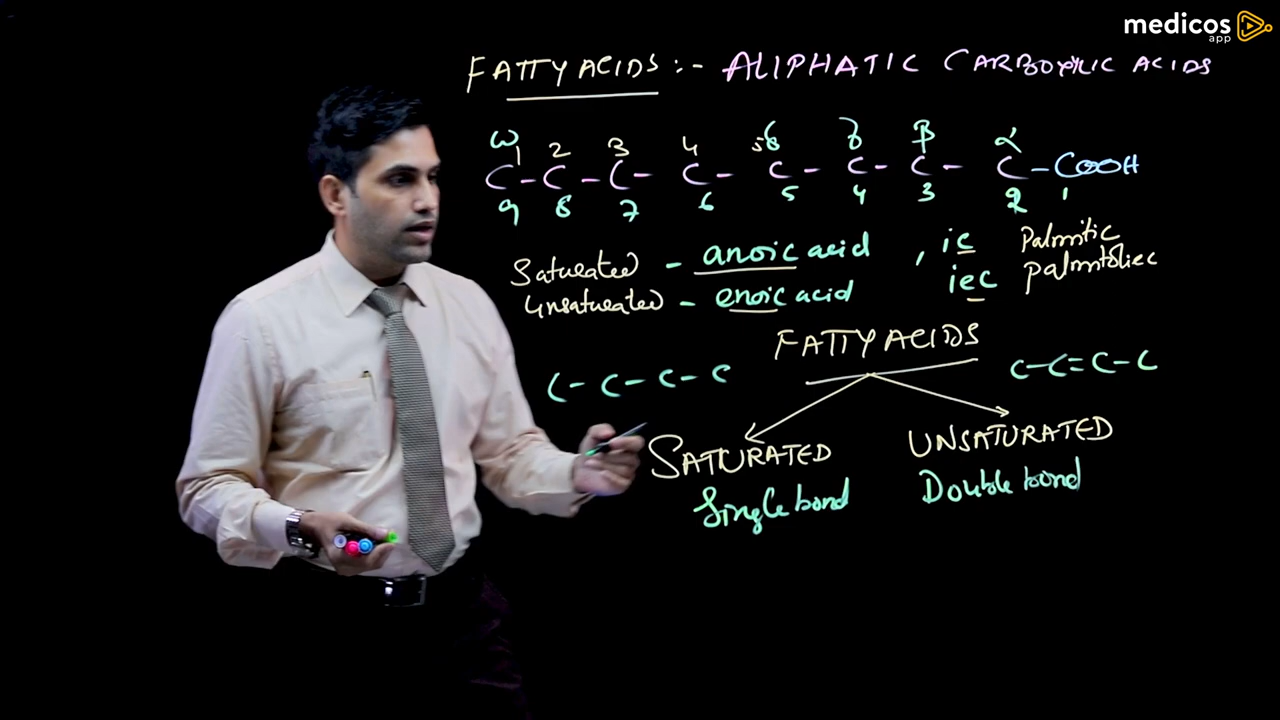 medicos
app
FATTY ACIDS :- ALIPHATIC CARBOXYLIC ACIDS
ω α
1 2 3 4 5 β
C - C - C - C - C - C - C - C - COOH
9 8 7 6 5 4 3 2 1
Saturated - anoic acid , ic Palmitic
Unsaturated - enoic acid iec palmitoliec
FATTY ACIDS
C - C - C - C C-C=C-C
SATURATED UNSATURATED
Single bond Double bond